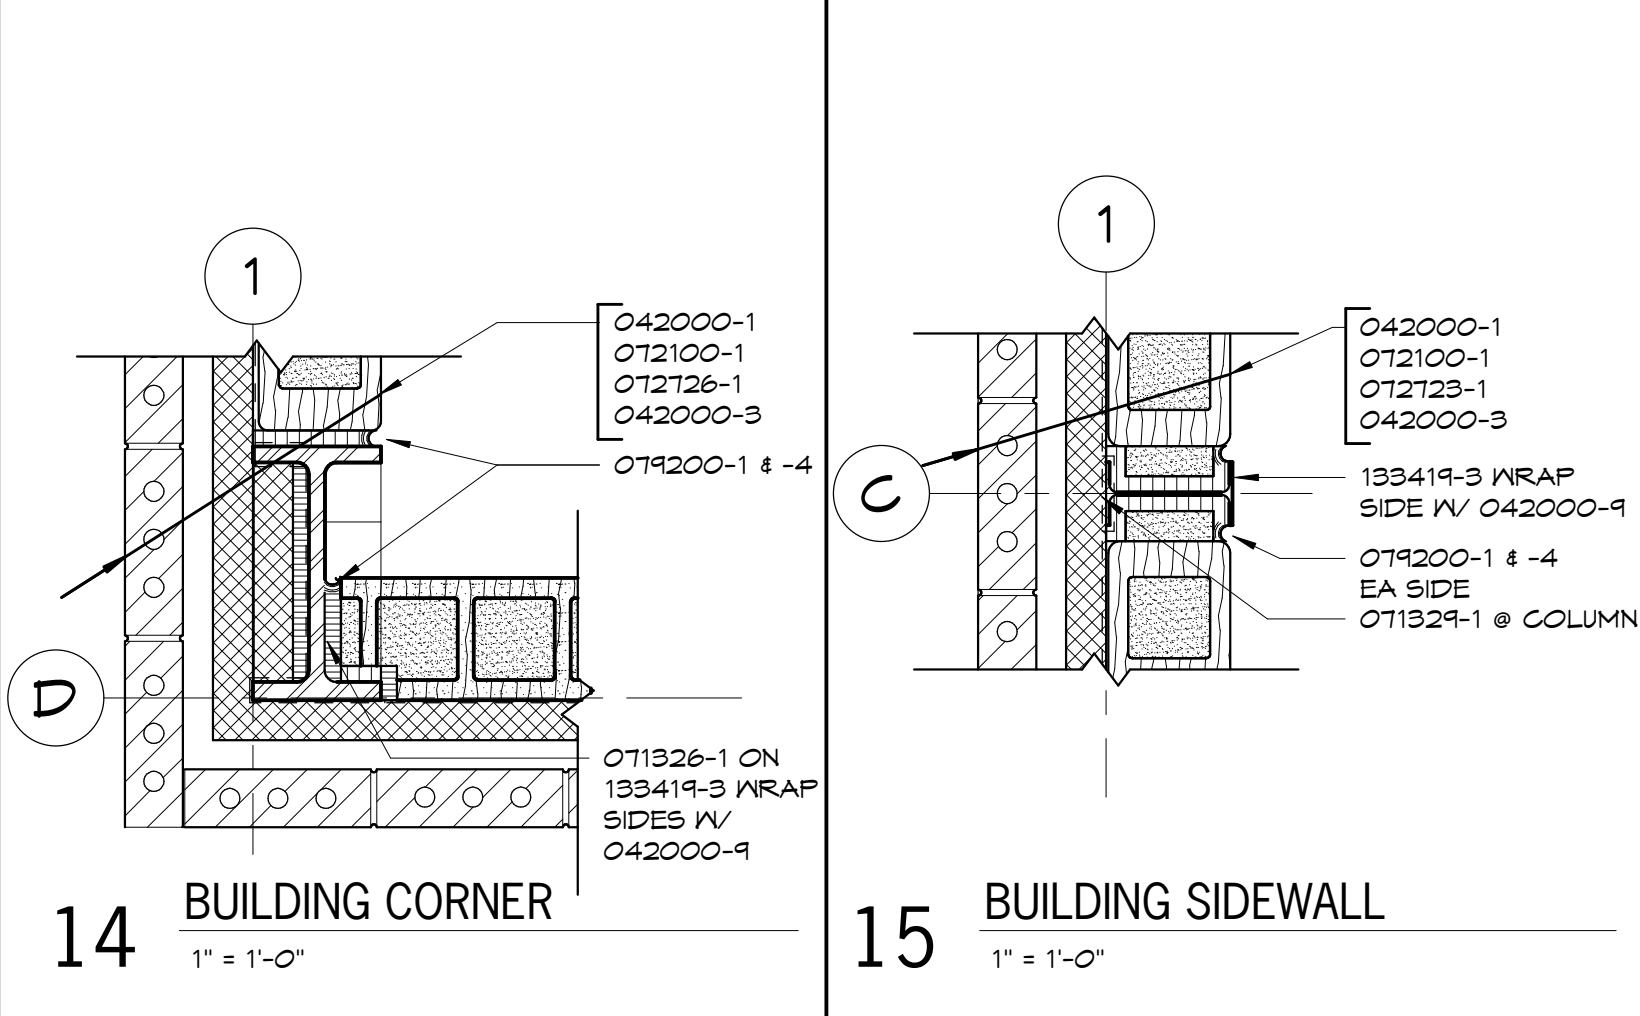 1
042000-1
072100-1
072726-1
042000-3
079200-1 & -4
D
071326-1 ON
133419-3 WRAP
SIDES W/
042000-9
14
BUILDING CORNER
1" = 1'-0"
1
042000-1
072100-1
072723-1
042000-3
C
133419-3 WRAP
SIDE W/ 042000-9
079200-1 & -4
EA SIDE
071329-1 @ COLUMN
15
BUILDING SIDEWALL
1" = 1'-0"